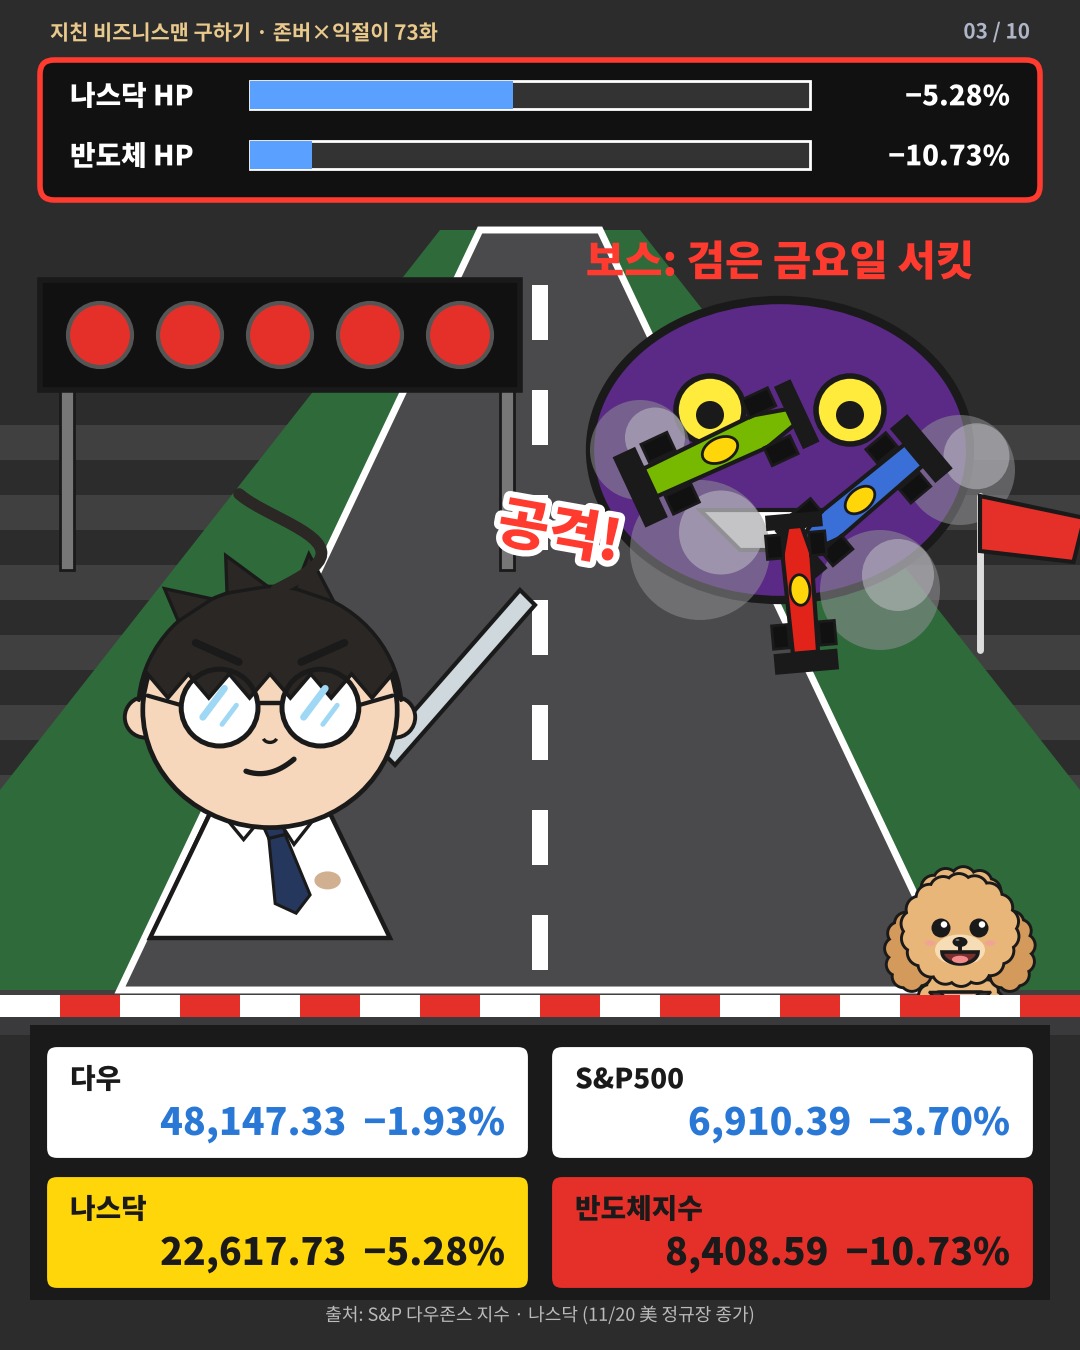 지친 비즈니스맨 구하기 · 존버×익절이 73화
03 / 10
나스닥 HP −5.28%
반도체 HP −10.73%
보스: 검은 금요일 서킷
공격!
다우
48,147.33 −1.93%
S&P500
6,910.39 −3.70%
나스닥
22,617.73 −5.28%
반도체지수
8,408.59 −10.73%
출처: S&P 다우존스 지수 · 나스닥 (11/20 美 정규장 종가)